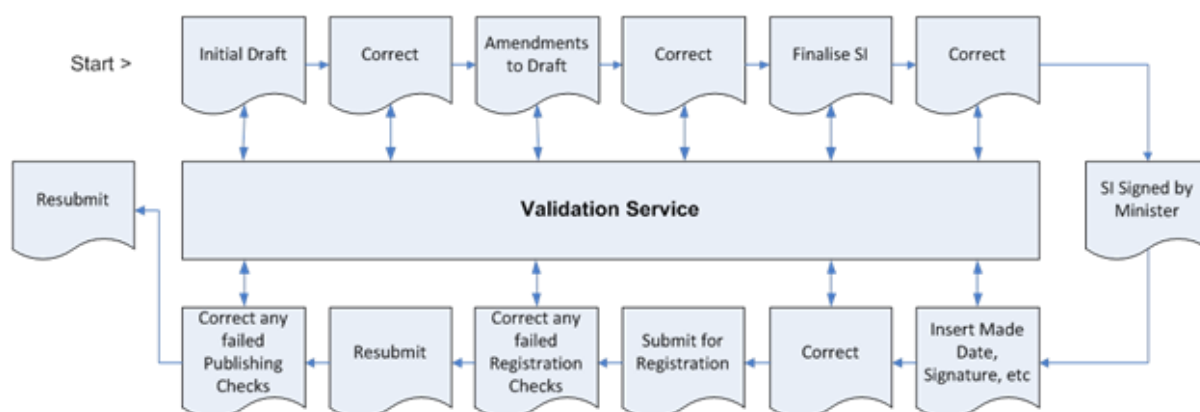 Start >
Initial Draft
Correct
Amendments
to Draft
Correct
Finalise SI
Correct
Resubmit
Validation Service
SI Signed by
Minister
Correct any
failed
Publishing
Checks
Resubmit
Correct any
failed
Registration
Checks
Submit for
Registration
Correct
Insert Made
Date,
Signature, etc